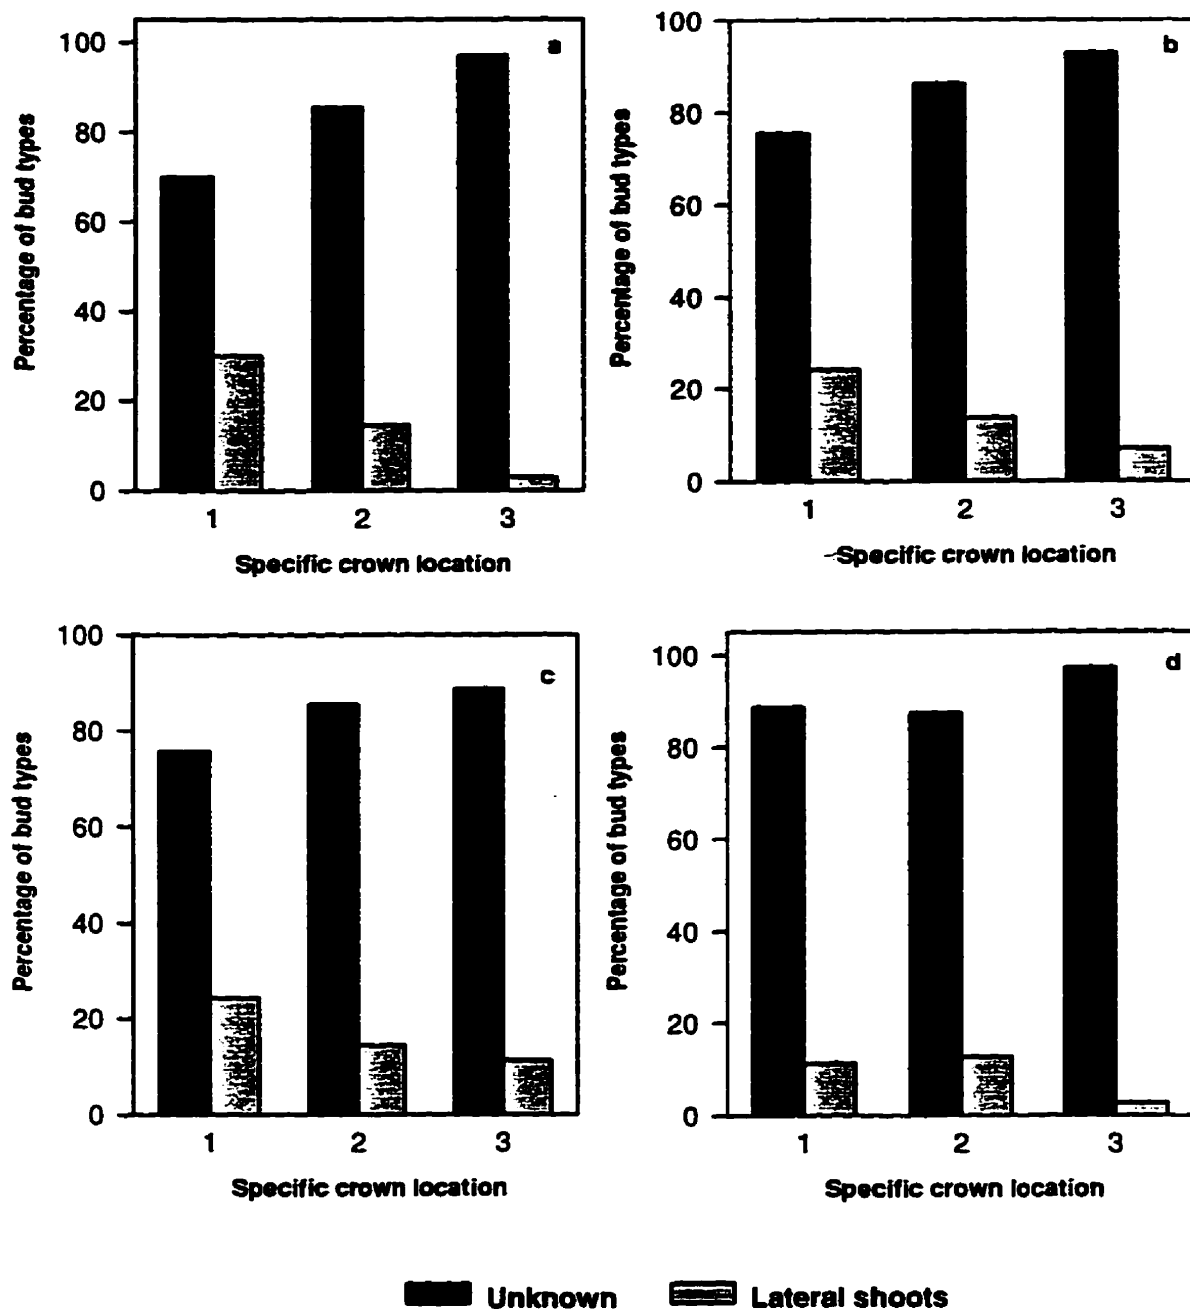 a
100
80
60
40
20
0
Percentage of bud types
1 2 3
Specific crown location
b
100
80
60
40
20
0
Percentage of bud types
1 2 3
Specific crown location
c
100
80
60
40
20
0
Percentage of bud types
1 2 3
Specific crown location
d
100
80
60
40
20
0
Percentage of bud types
1 2 3
Specific crown location
Unknown Lateral shoots